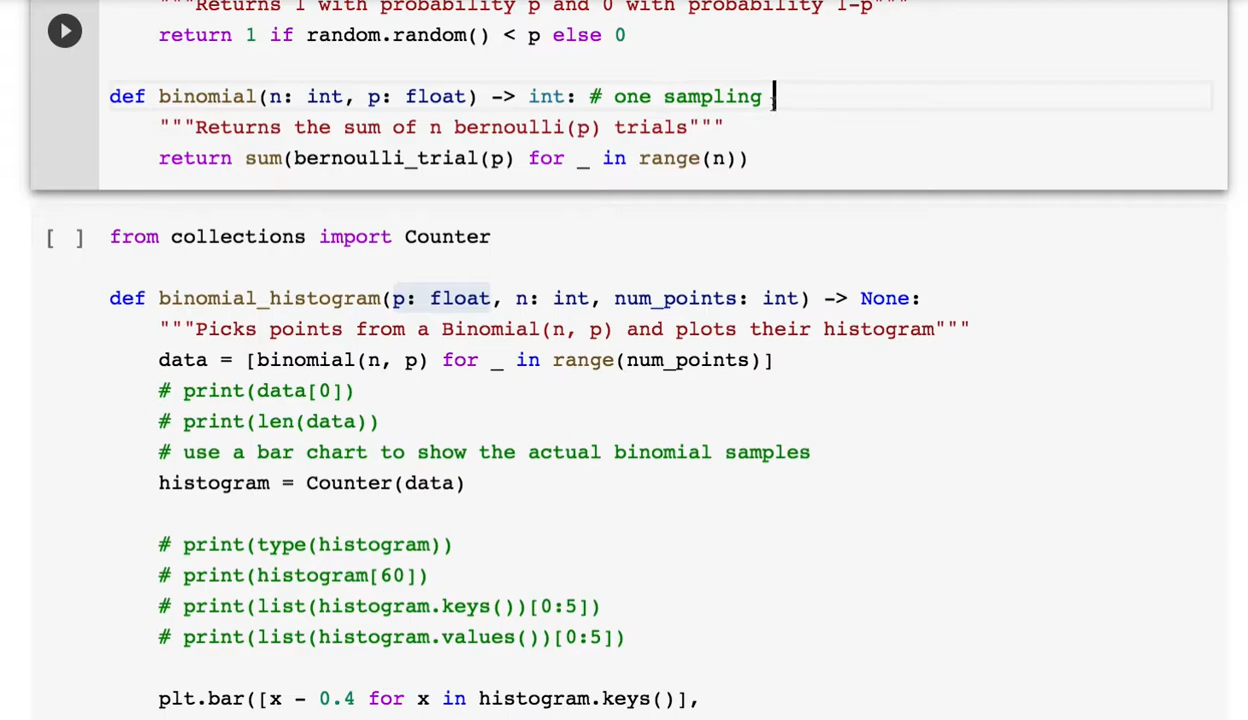 """Returns 1 with probability p and 0 with probability 1-p"""
return 1 if random.random() < p else 0
def binomial(n: int, p: float) -> int: # one sampling
"""Returns the sum of n bernoulli(p) trials"""
return sum(bernoulli_trial(p) for _ in range(n))
[ ] from collections import Counter
def binomial_histogram(p: float, n: int, num_points: int) -> None:
"""Picks points from a Binomial(n, p) and plots their histogram"""
data = [binomial(n, p) for _ in range(num_points)]
# print(data[0])
# print(len(data))
# use a bar chart to show the actual binomial samples
histogram = Counter(data)
# print(type(histogram))
# print(histogram[60])
# print(list(histogram.keys())[0:5])
# print(list(histogram.values())[0:5])
plt.bar([x - 0.4 for x in histogram.keys()],